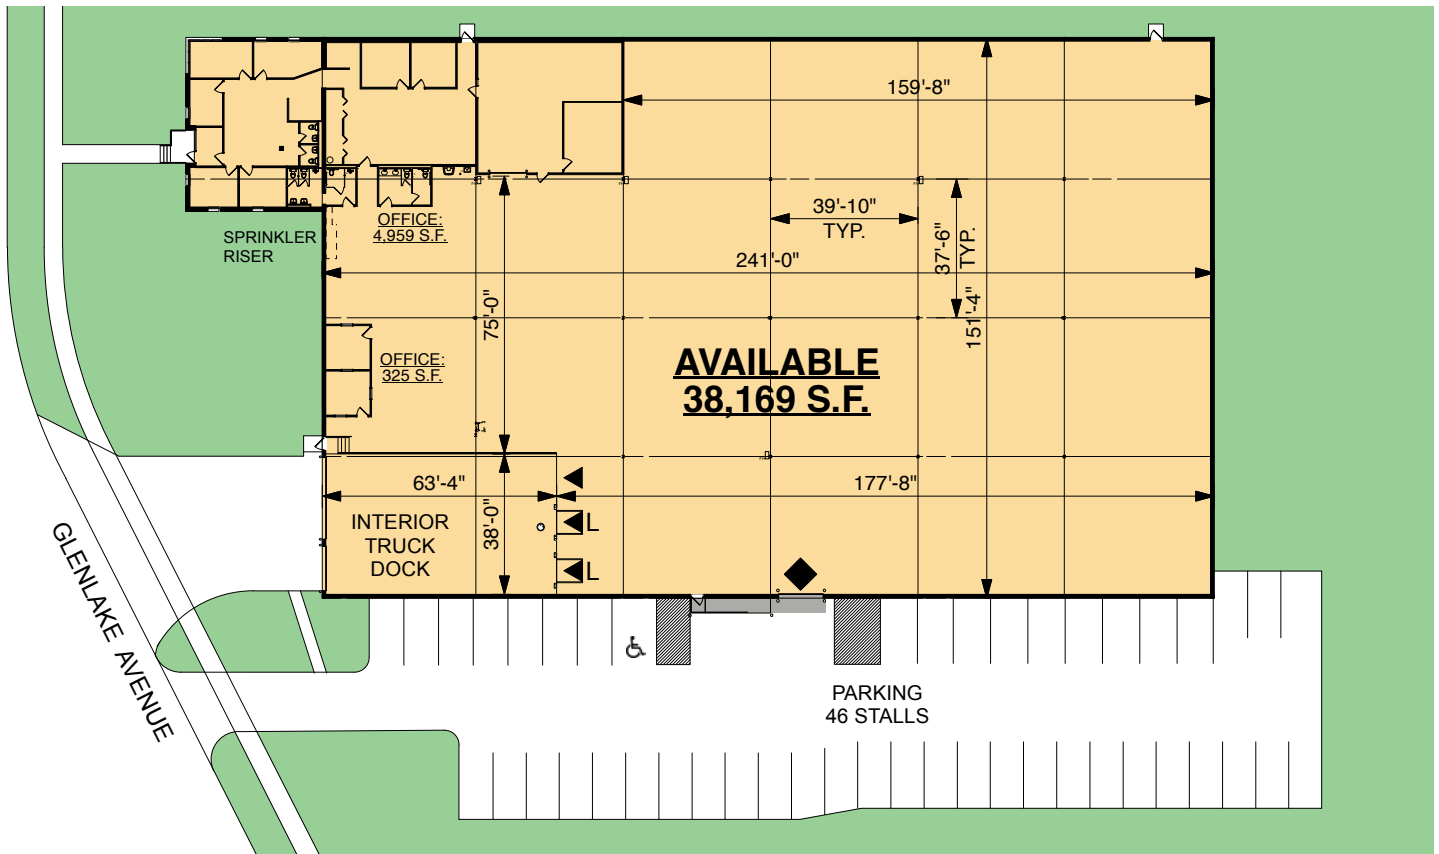 159'-8"
39'-10"
TYP.
37'-6"
TYP.
OFFICE:
4,959 S.F.
SPRINKLER
RISER
241'-0"
75'-0"
151'-4"
OFFICE:
325 S.F.
AVAILABLE
38,169 S.F.
63'-4"
177'-8"
38'-0"
INTERIOR
TRUCK
DOCK
L
L
GLENLAKE AVENUE
PARKING
46 STALLS